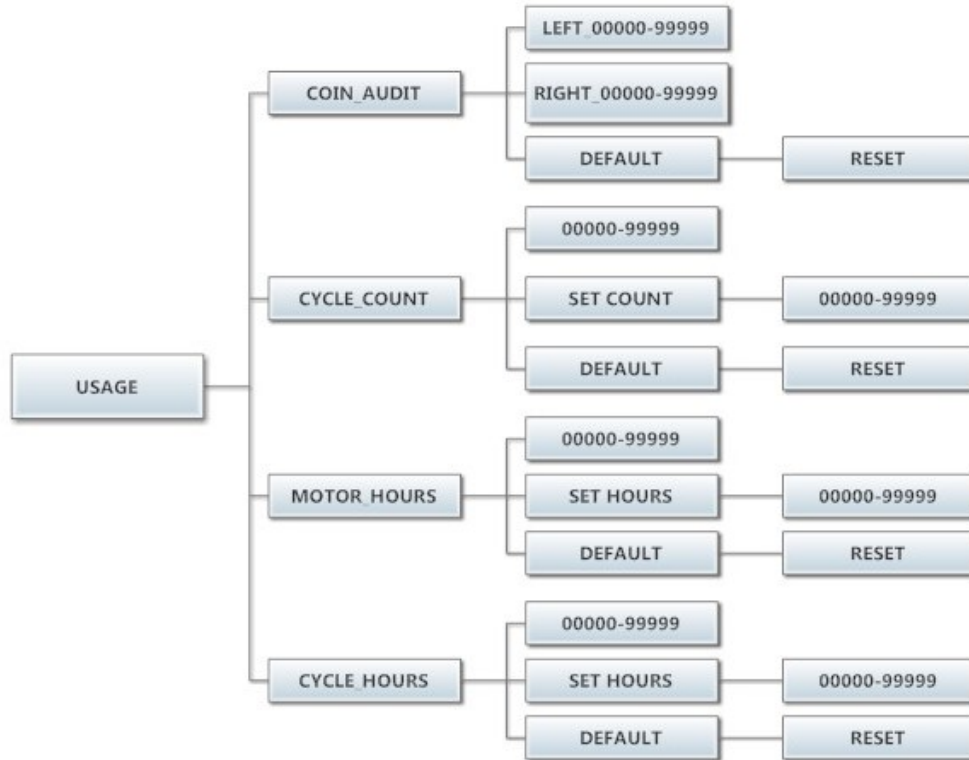 LEFT_00000-99999
COIN_AUDIT
RIGHT_00000-99999
DEFAULT
RESET
00000-99999
CYCLE_COUNT
SET COUNT
00000-99999
DEFAULT
RESET
USAGE
00000-99999
MOTOR_HOURS
SET HOURS
00000-99999
DEFAULT
RESET
00000-99999
CYCLE_HOURS
SET HOURS
00000-99999
DEFAULT
RESET